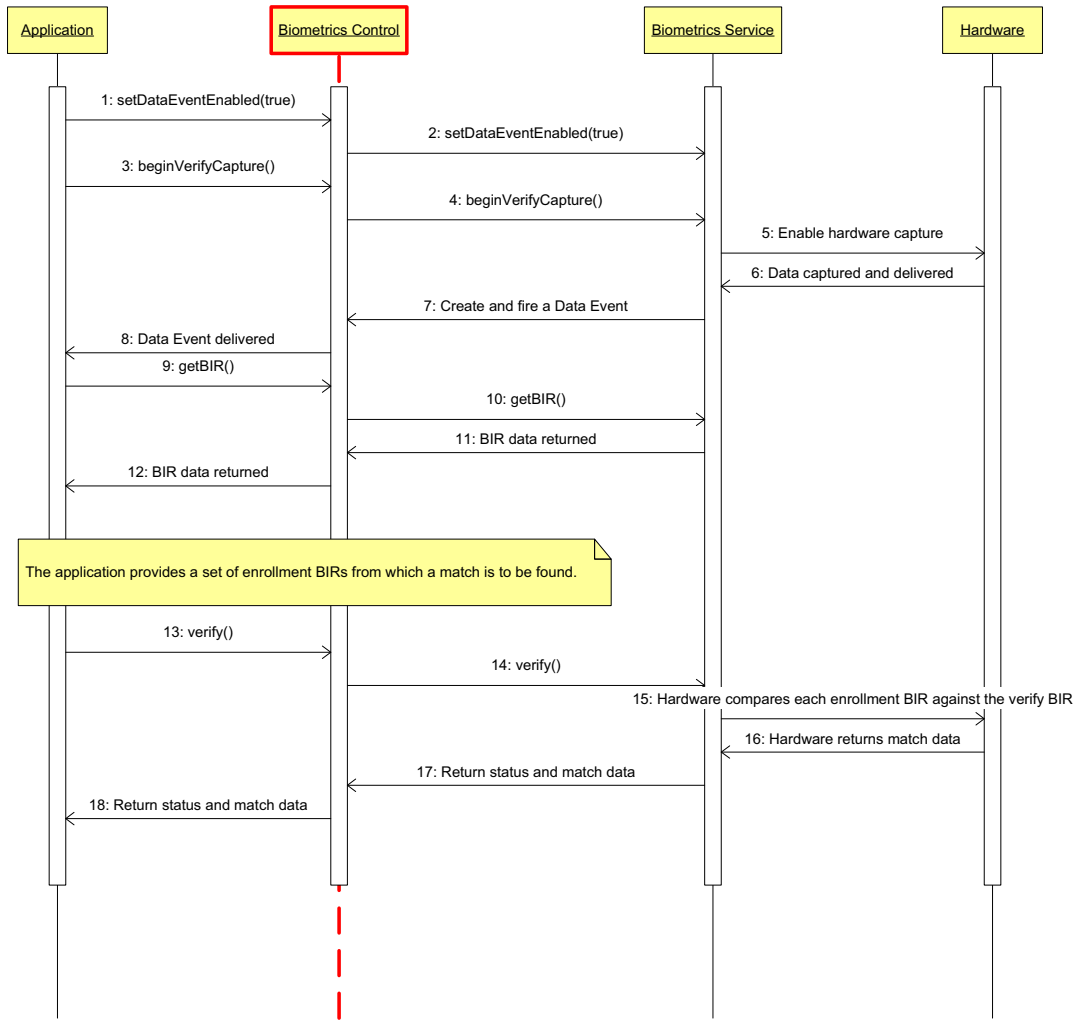 Application
Biometrics Control
Biometrics Service
Hardware
1: setDataEventEnabled(true)
2: setDataEventEnabled(true)
3: beginVerifyCapture()
4: beginVerifyCapture()
5: Enable hardware capture
6: Data captured and delivered
7: Create and fire a Data Event
8: Data Event delivered
9: getBIR()
10: getBIR()
11: BIR data returned
12: BIR data returned
The application provides a set of enrollment BIRs from which a match is to be found.
13: verify()
14: verify()
15: Hardware compares each enrollment BIR against the verify BIR
16: Hardware returns match data
17: Return status and match data
18: Return status and match data